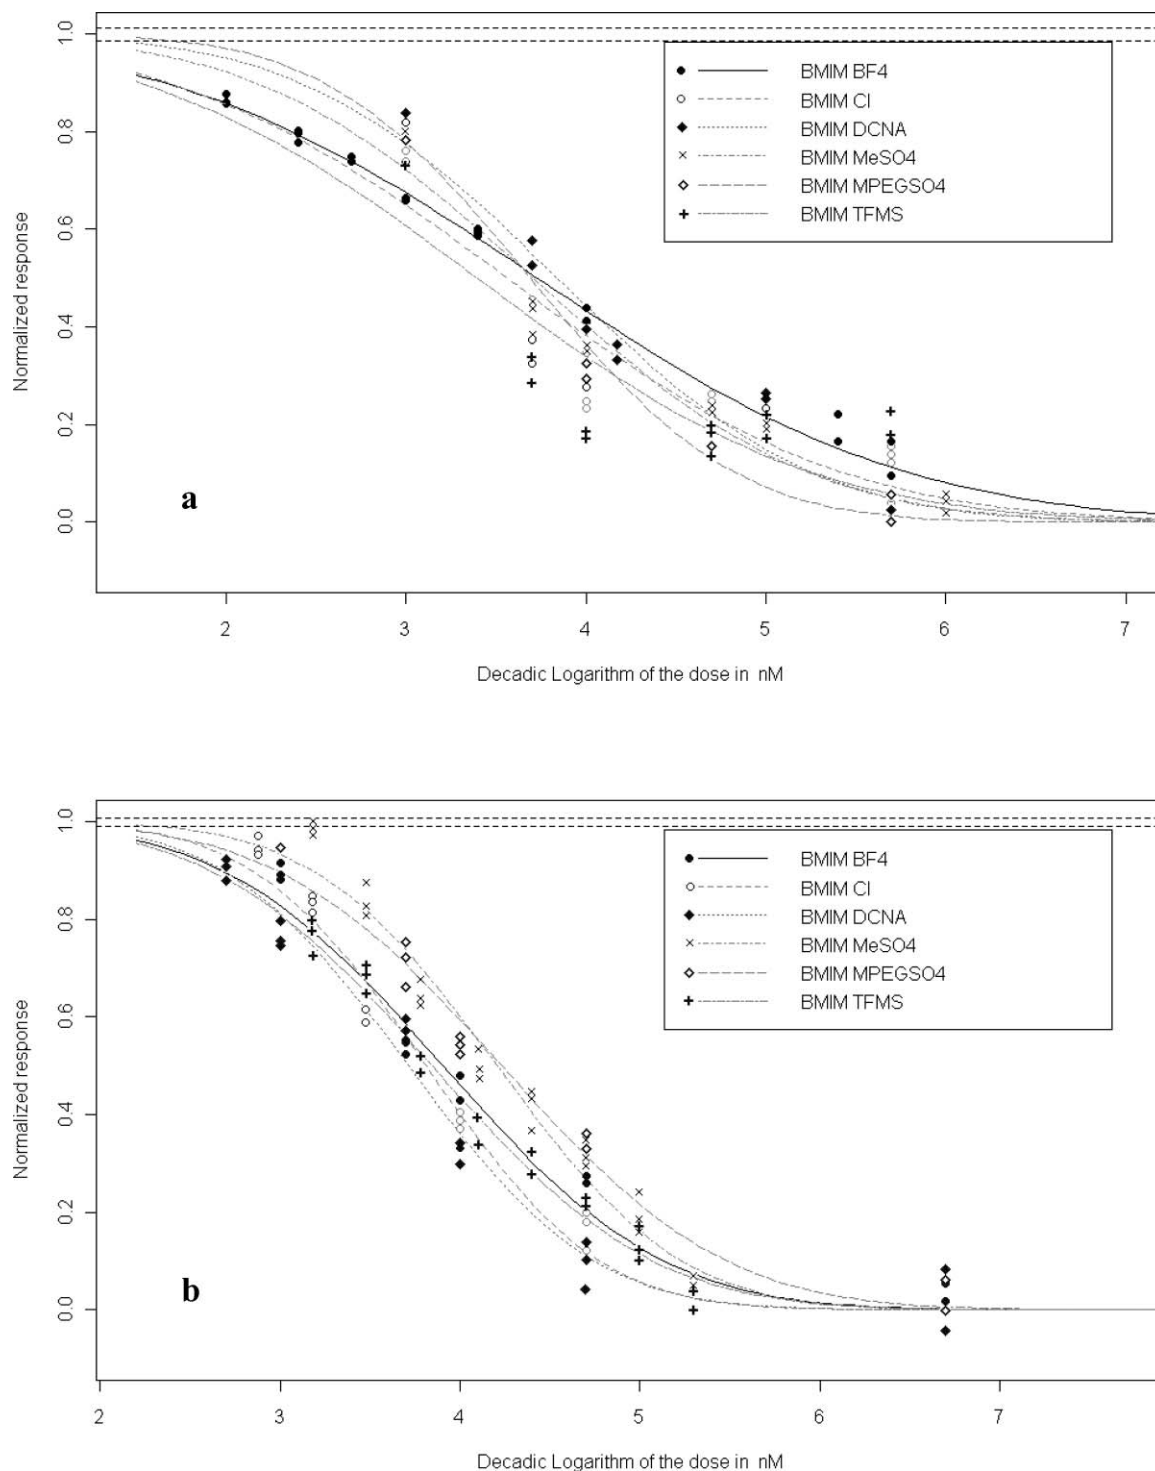 1.0
0.8
0.6
0.4
0.2
0.0
Normalized response
BMIM BF4
BMIM Cl
BMIM DCNA
BMIM MeSO4
BMIM MPEGSO4
BMIM TFMS
a
2 3 4 5 6 7
Decadic Logarithm of the dose in nM
1.0
0.8
0.6
0.4
0.2
0.0
Normalized response
BMIM BF4
BMIM Cl
BMIM DCNA
BMIM MeSO4
BMIM MPEGSO4
BMIM TFMS
b
2 3 4 5 6 7
Decadic Logarithm of the dose in nM